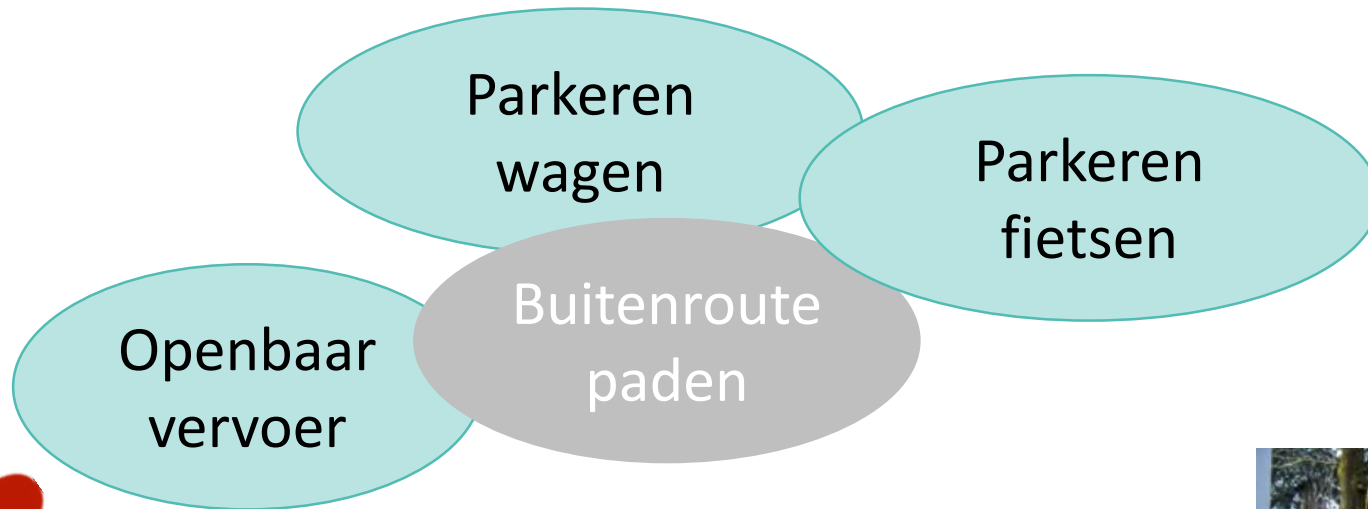 Parkeren
wagen
Parkeren
fietsen
Buitenroute
paden
Openbaar
vervoer